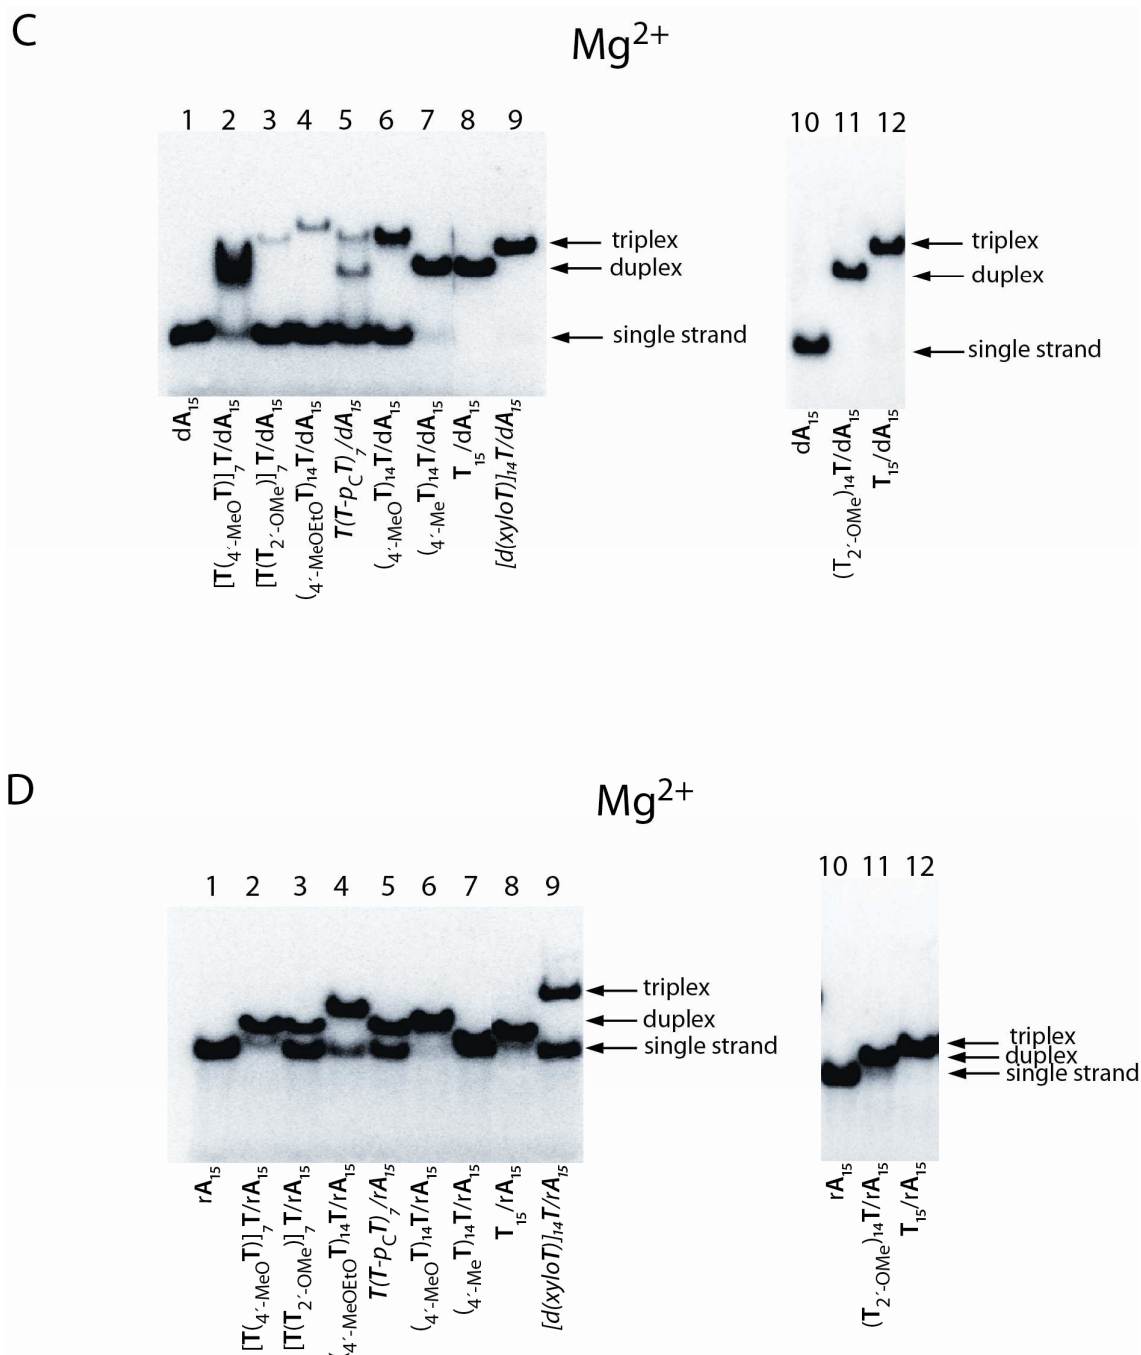 C
Mg²⁺
1 2 3 4 5 6 7 8 9
10 11 12
triplex
duplex
single strand
triplex
duplex
single strand
dA₁₅
[T(₄´-MeOT)]₇T/dA₁₅
[T(T₂´-OMe)]₇T/dA₁₅
(₄´-MeOEtOT)₁₄T/dA₁₅
T(T-pCT)₇/dA₁₅
(₄´-MeOT)₁₄T/dA₁₅
(₄´-MeT)₁₄T/dA₁₅
T₁₅/dA₁₅
[d(xyloT)]₁₄T/dA₁₅
dA₁₅
(T₂´-OMe)₁₄T/dA₁₅
T₁₅/dA₁₅
D
Mg²⁺
1 2 3 4 5 6 7 8 9
10 11 12
triplex
duplex
single strand
triplex
duplex
single strand
rA₁₅
[T(₄´-MeOT)]₇T/rA₁₅
[T(T₂´-OMe)]₇T/rA₁₅
(₄´-MeOEtOT)₁₄T/rA₁₅
T(T-pCT)₇/rA₁₅
(₄´-MeOT)₁₄T/rA₁₅
(₄´-MeT)₁₄T/rA₁₅
T₁₅/rA₁₅
[d(xyloT)]₁₄T/rA₁₅
rA₁₅
(T₂´-OMe)₁₄T/rA₁₅
T₁₅/rA₁₅